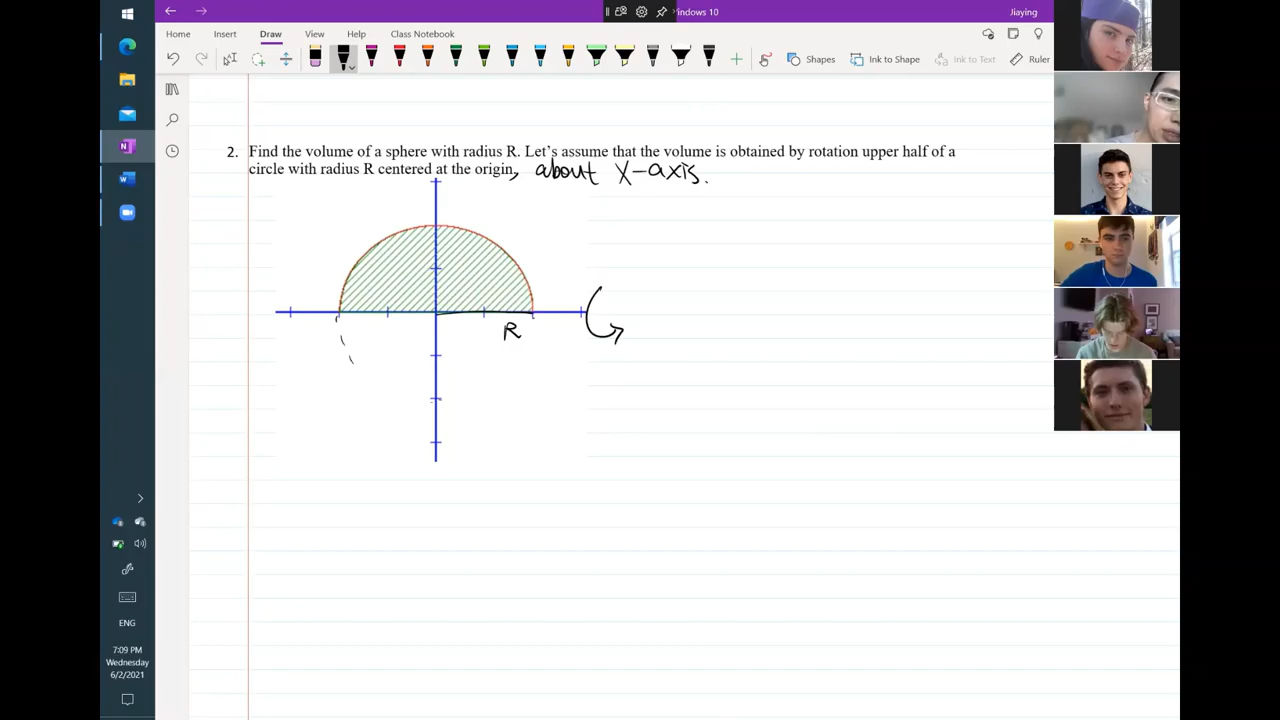 indows 10
Jiaying
Home Insert Draw View Help Class Notebook
Shapes Ink to Shape Ink to Text Ruler
2. Find the volume of a sphere with radius R. Let's assume that the volume is obtained by rotation upper half of a
circle with radius R centered at the origin, about X-axis.
R
ENG
7:09 PM
Wednesday
6/2/2021